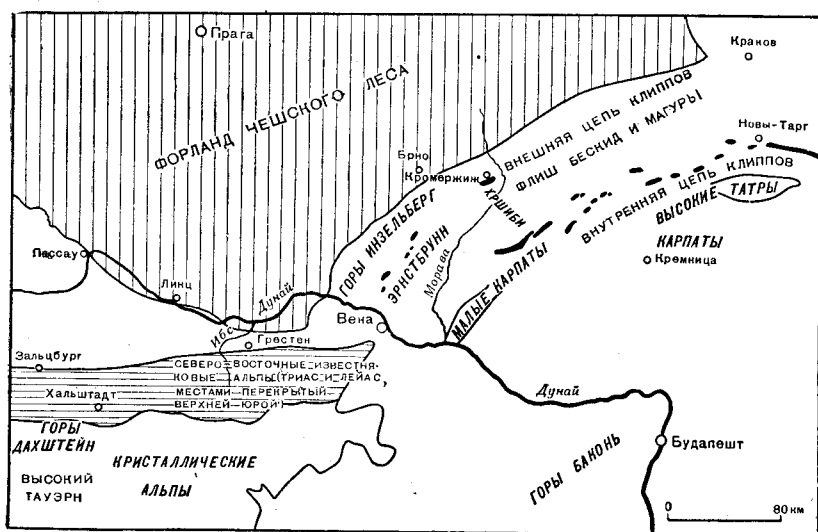 Прага
Краков
ФОРЛАНД ЧЕШСКОГО ЛЕСА
ВНЕШНЯЯ ЦЕПЬ КЛИППОВ
ФЛИШ БЕСКИД И МАГУРЫ
Новы-Тарг
Брно
Кромержиж
ХРШИБИ
ВНУТРЕННЯЯ ЦЕПЬ КЛИППОВ
ВЫСОКИЕ ТАТРЫ
КАРПАТЫ
Кремница
ГОРЫ ИНЗЕЛЬБЕРГ
ЭРНСТБРУНН
Морава
МАЛЫЕ КАРПАТЫ
Пассау
Линц
Дунай
Вена
Ибс
Грестен
Зальцбург
СЕВЕРО-ВОСТОЧНЫЕ ИЗВЕСТНЯ-
КОВЫЕ АЛЬПЫ (ТРИАС И ЛЕЙАС,
МЕСТАМИ ПЕРЕКРЫТЫЙ
ВЕРХНЕЙ ЮРОЙ)
Хальштадт
Дунай
ГОРЫ
ДАХШТЕЙН
КРИСТАЛЛИЧЕСКИЕ
АЛЬПЫ
ВЫСОКИЙ
ТАУЭРН
ГОРЫ БАКОНЬ
Будапешт
0 80 км